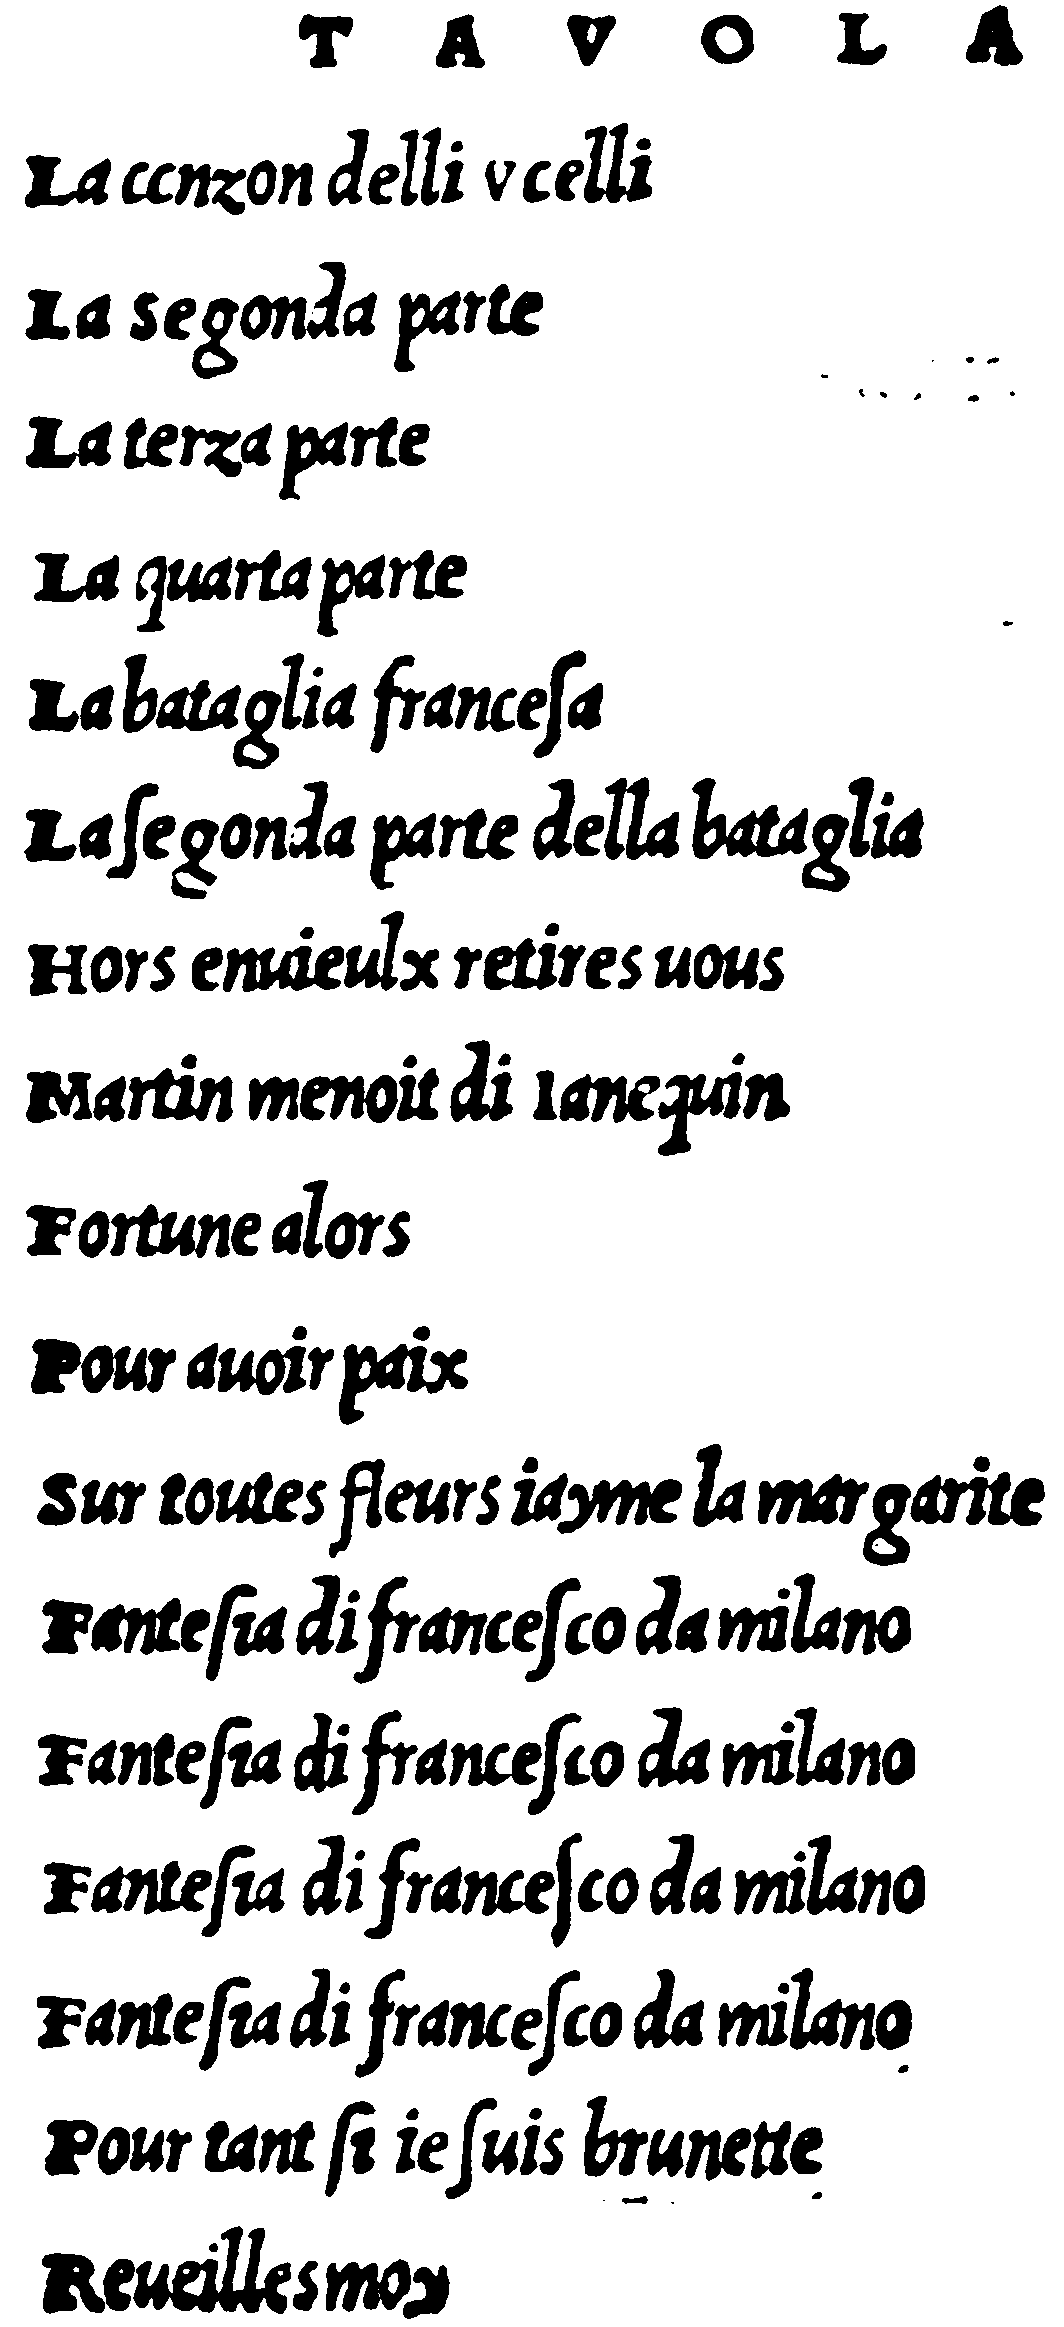 T A V O L A
La ccnzon delli vcelli
La segonda parte
La terza parte
La quarta parte
La bataglia franceſa
La ſegonda parte della bataglia
Hors enuieulx retires uous
Martin menoit di Ianequin
Fortune alors
Pour auoir paix
Sur toutes fleurs iayme la margarite
Fanteſia di franceſco da milano
Fanteſia di franceſco da milano
Fanteſia di franceſco da milano
Fanteſia di franceſco da milano
Pour tant ſi ie ſuis brunette
Reueilles moy